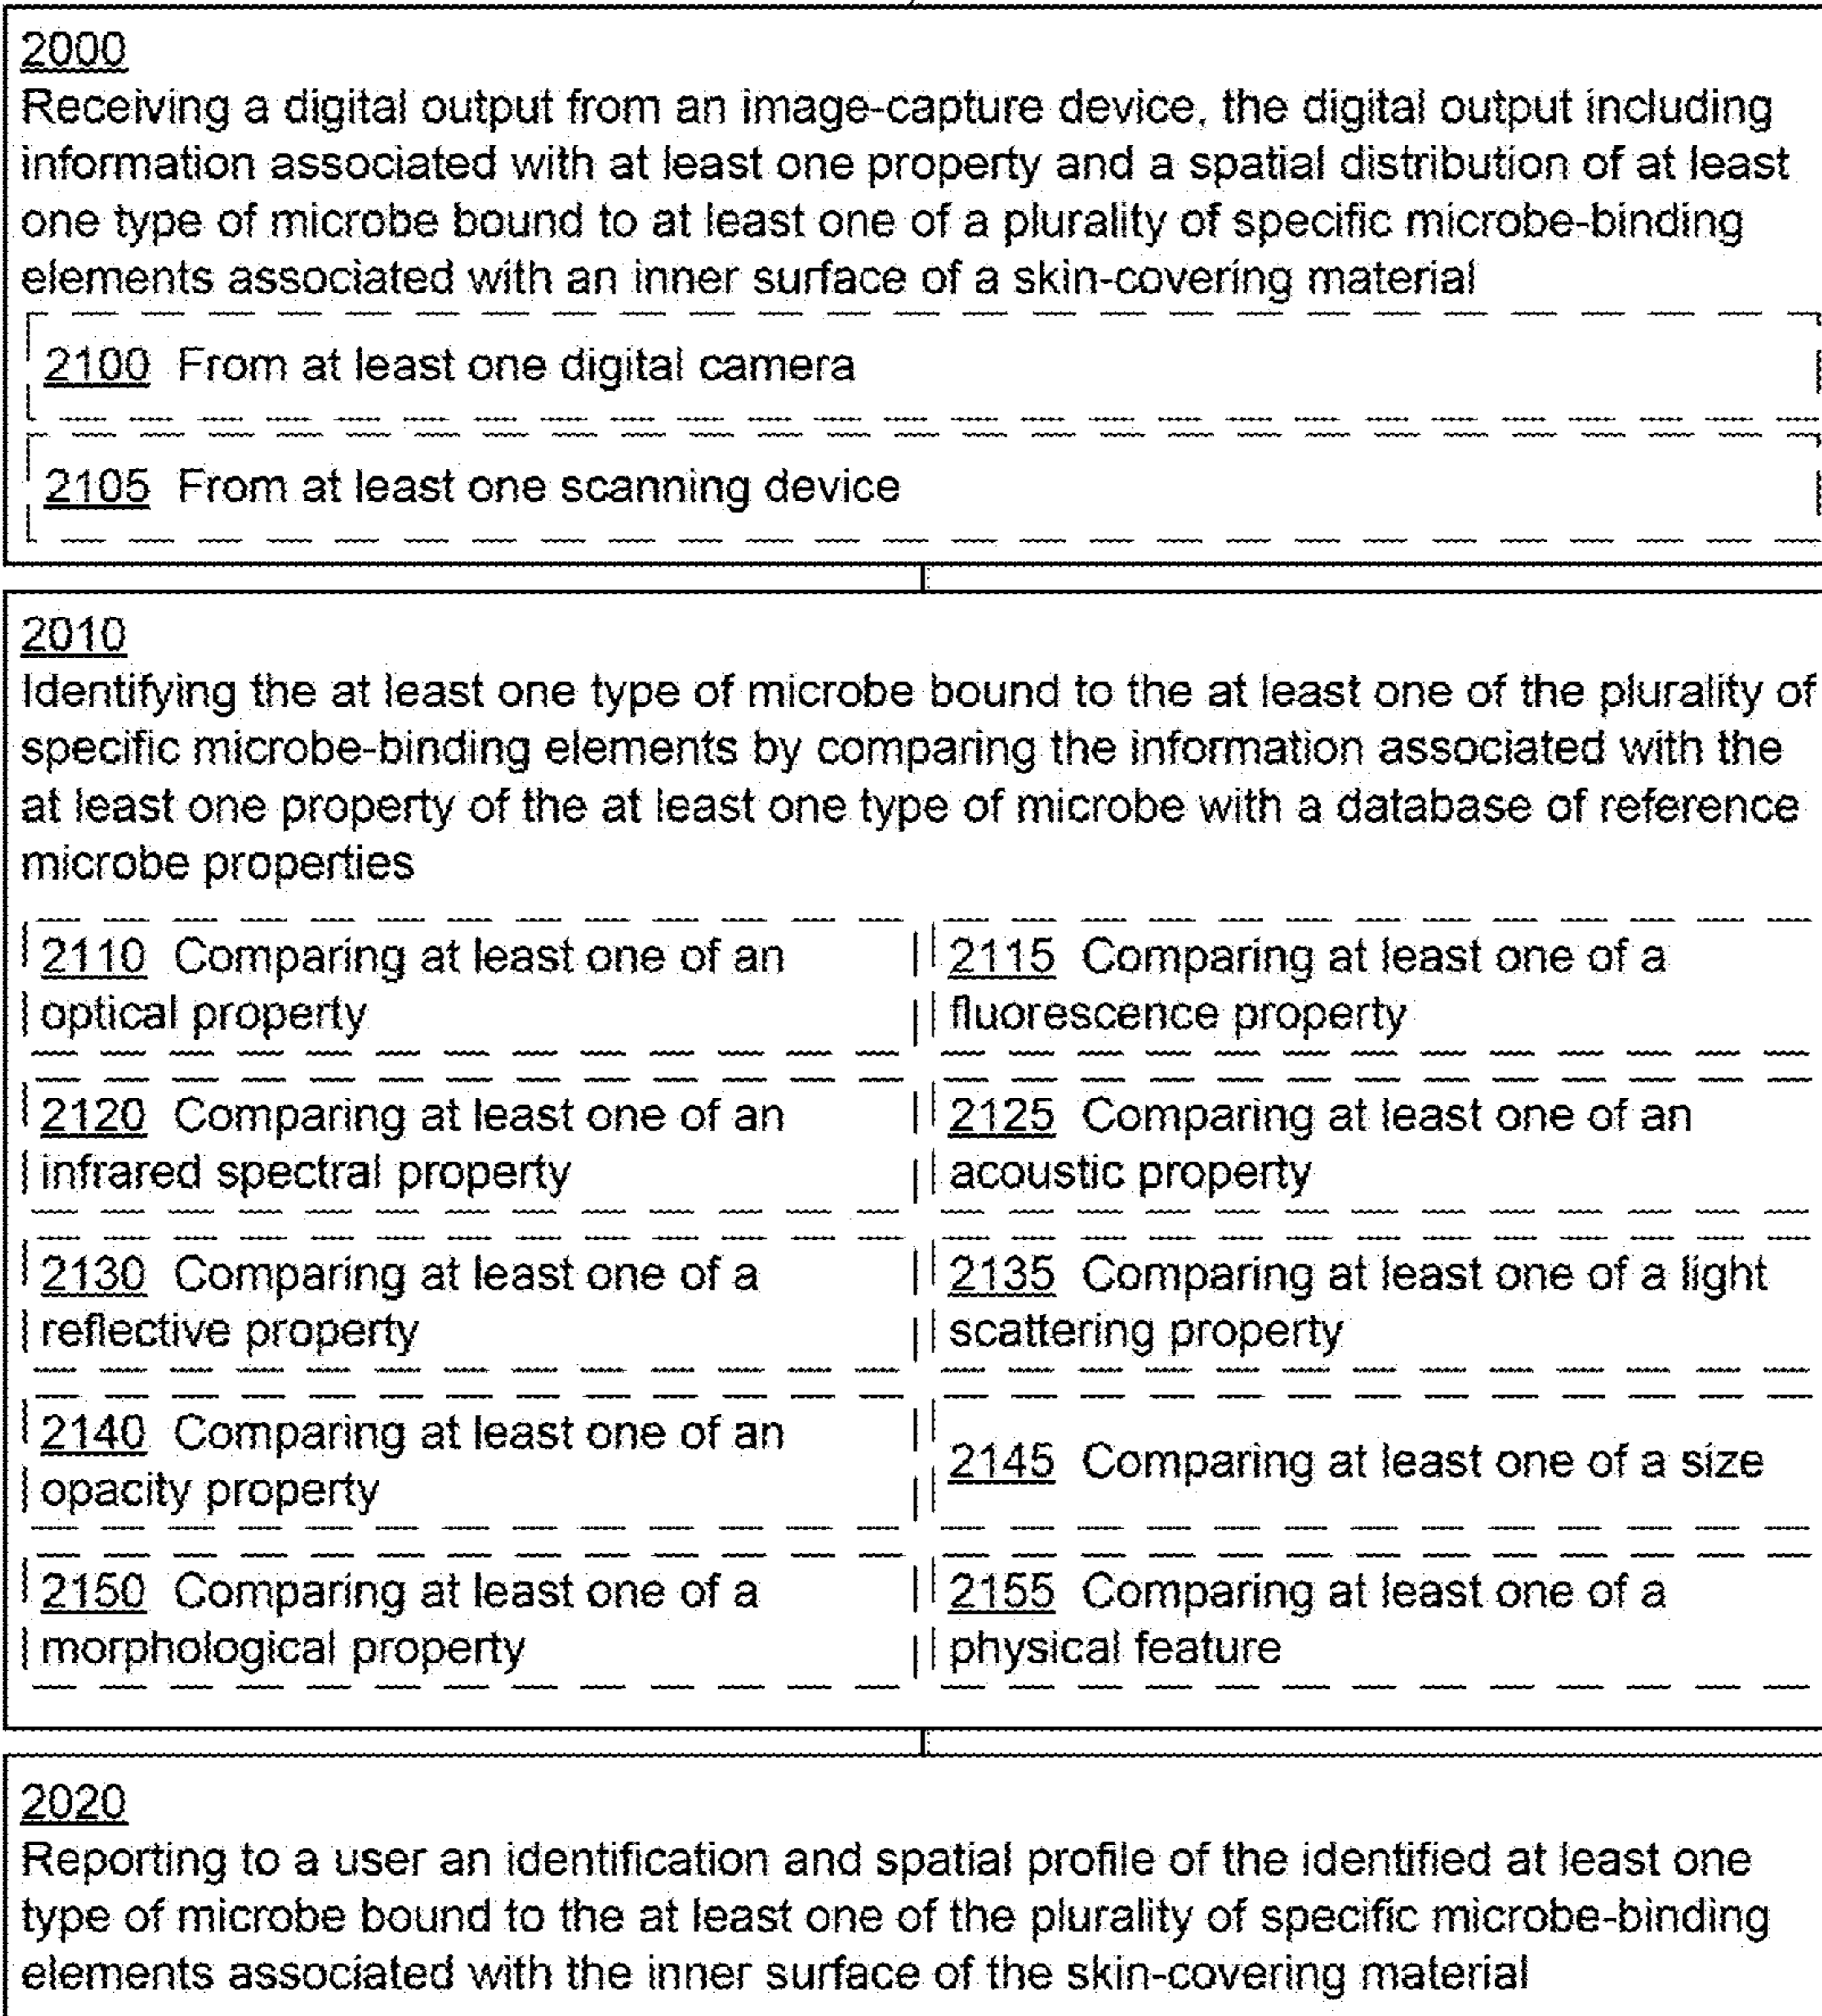 2000
Receiving a digital output from an image-capture device, the digital output including
information associated with at least one property and a spatial distribution of at least
one type of microbe bound to at least one of a plurality of specific microbe-binding
elements associated with an inner surface of a skin-covering material
2100 From at least one digital camera
2105 From at least one scanning device
2010
Identifying the at least one type of microbe bound to the at least one of the plurality of
specific microbe-binding elements by comparing the information associated with the
at least one property of the at least one type of microbe with a database of reference
microbe properties
2110 Comparing at least one of an
optical property
2115 Comparing at least one of a
fluorescence property
2120 Comparing at least one of an
infrared spectral property
2125 Comparing at least one of an
acoustic property
2130 Comparing at least one of a
reflective property
2135 Comparing at least one of a light
scattering property
2140 Comparing at least one of an
opacity property
2145 Comparing at least one of a size
2150 Comparing at least one of a
morphological property
2155 Comparing at least one of a
physical feature
2020
Reporting to a user an identification and spatial profile of the identified at least one
type of microbe bound to the at least one of the plurality of specific microbe-binding
elements associated with the inner surface of the skin-covering material